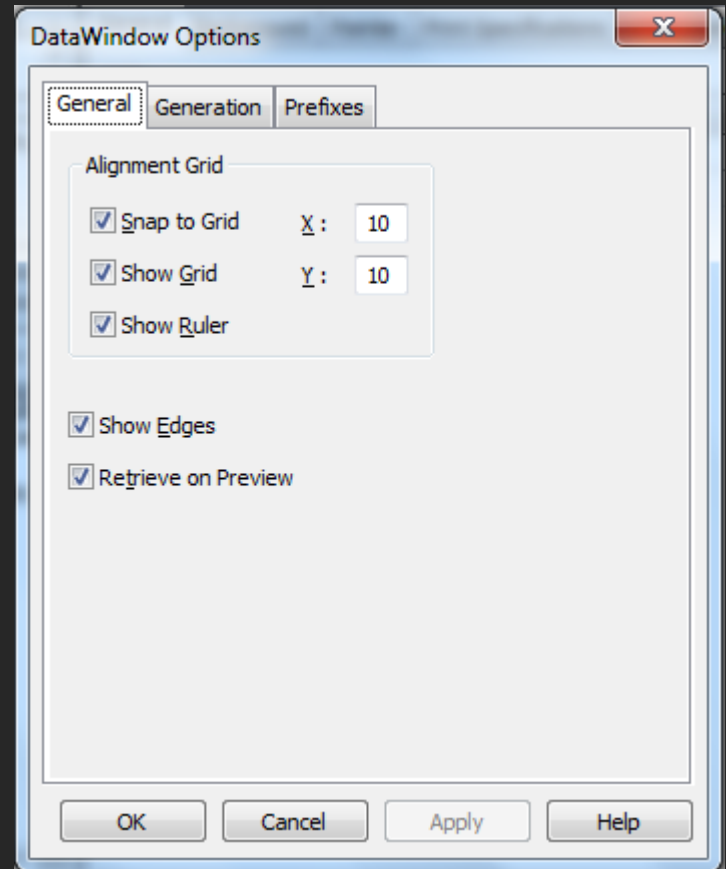 DataWindow Options
General Generation Prefixes
Alignment Grid
Snap to Grid X : 10
Show Grid Y : 10
Show Ruler
Show Edges
Retrieve on Preview
OK Cancel Apply Help